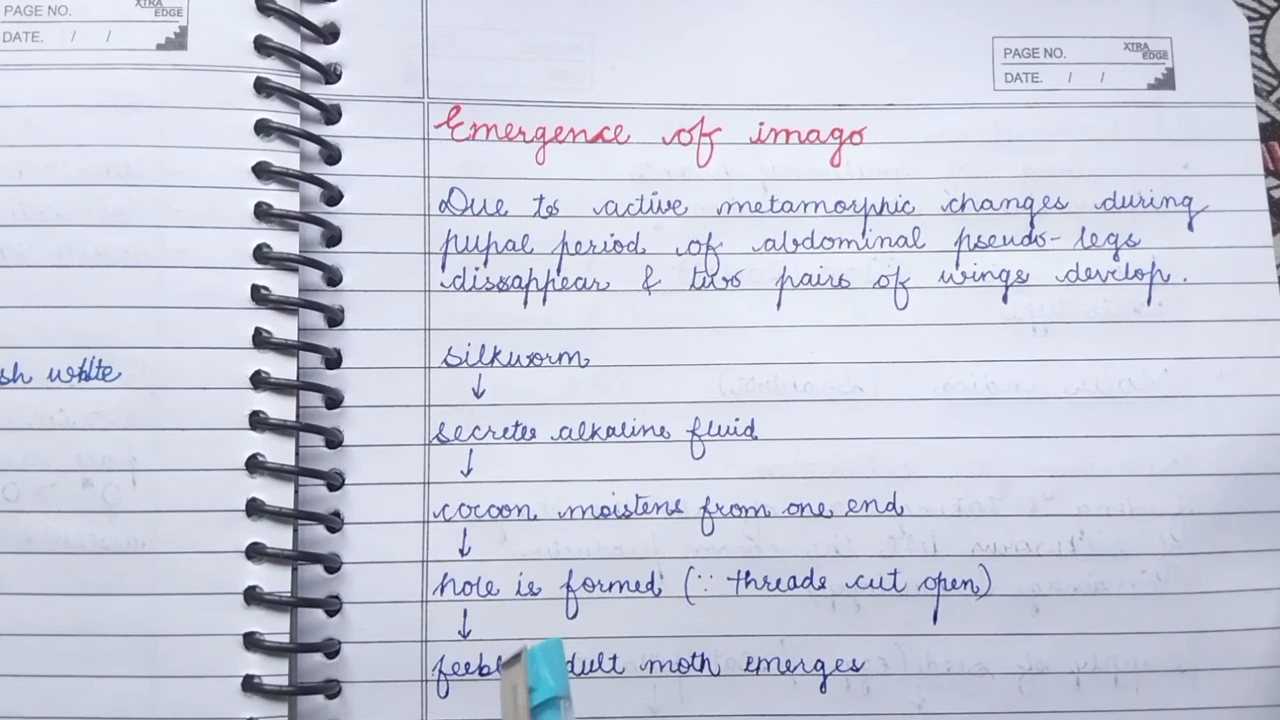 PAGE NO.
XTRA
EDGE
DATE. / /
sh white
PAGE NO.
XTRA
EDGE
DATE. / /
Emergence of imago
Due to active metamorphic changes during
pupal period of abdominal pseudo-legs
dissappear & two pairs of wings develop.
silkworm
↓
secretes alkaline fluid
↓
cocoon moistens from one end
↓
hole is formed (∵ threads cut open)
↓
moth emerges